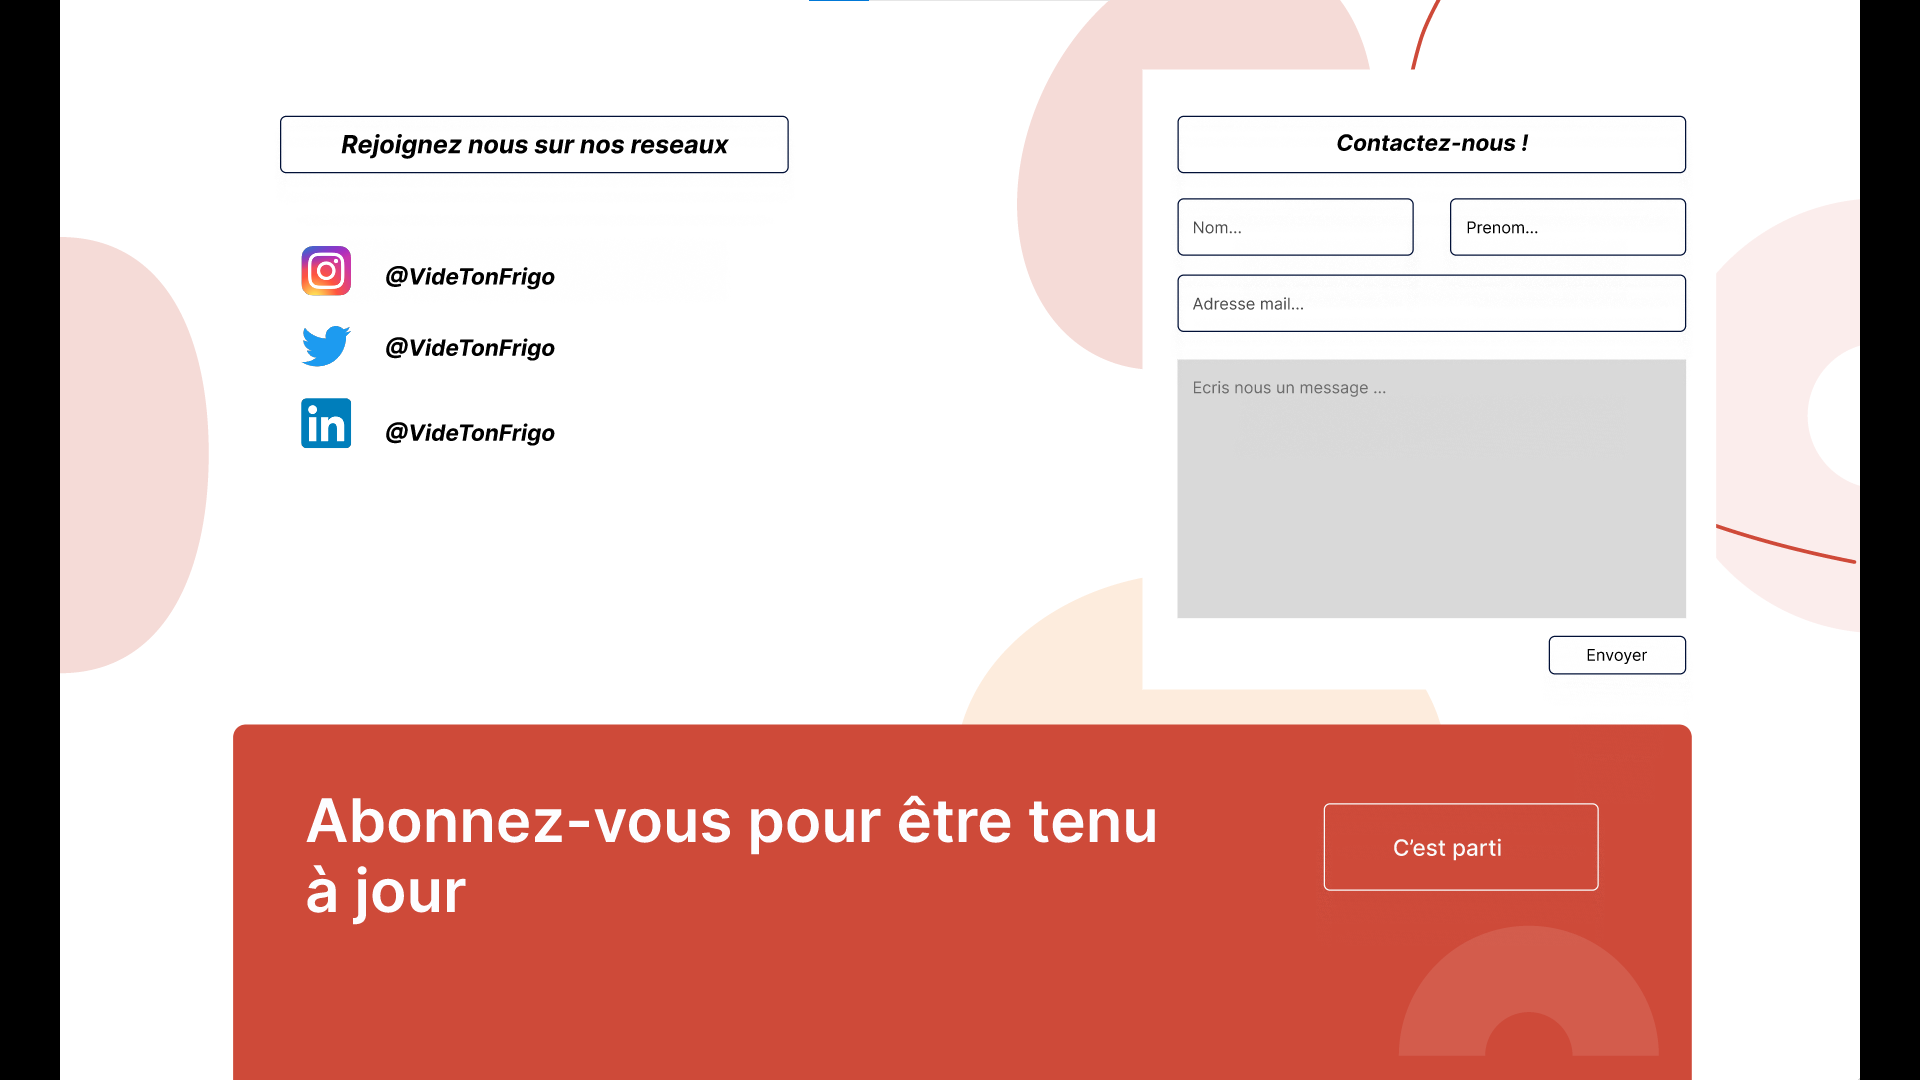 Rejoignez nous sur nos reseaux
@VideTonFrigo
@VideTonFrigo
in
@VideTonFrigo
Contactez-nous !
Nom...
Prenom...
Adresse mail...
Ecris nous un message ...
Envoyer
Abonnez-vous pour être tenu
à jour
C’est parti